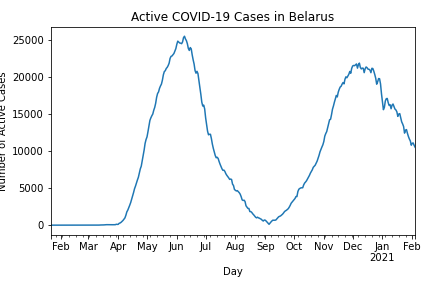 Active COVID-19 Cases in Belarus
Number of Active Cases
25000
20000
15000
10000
5000
0
Feb Mar Apr May Jun Jul Aug Sep Oct Nov Dec Jan Feb
2021
Day